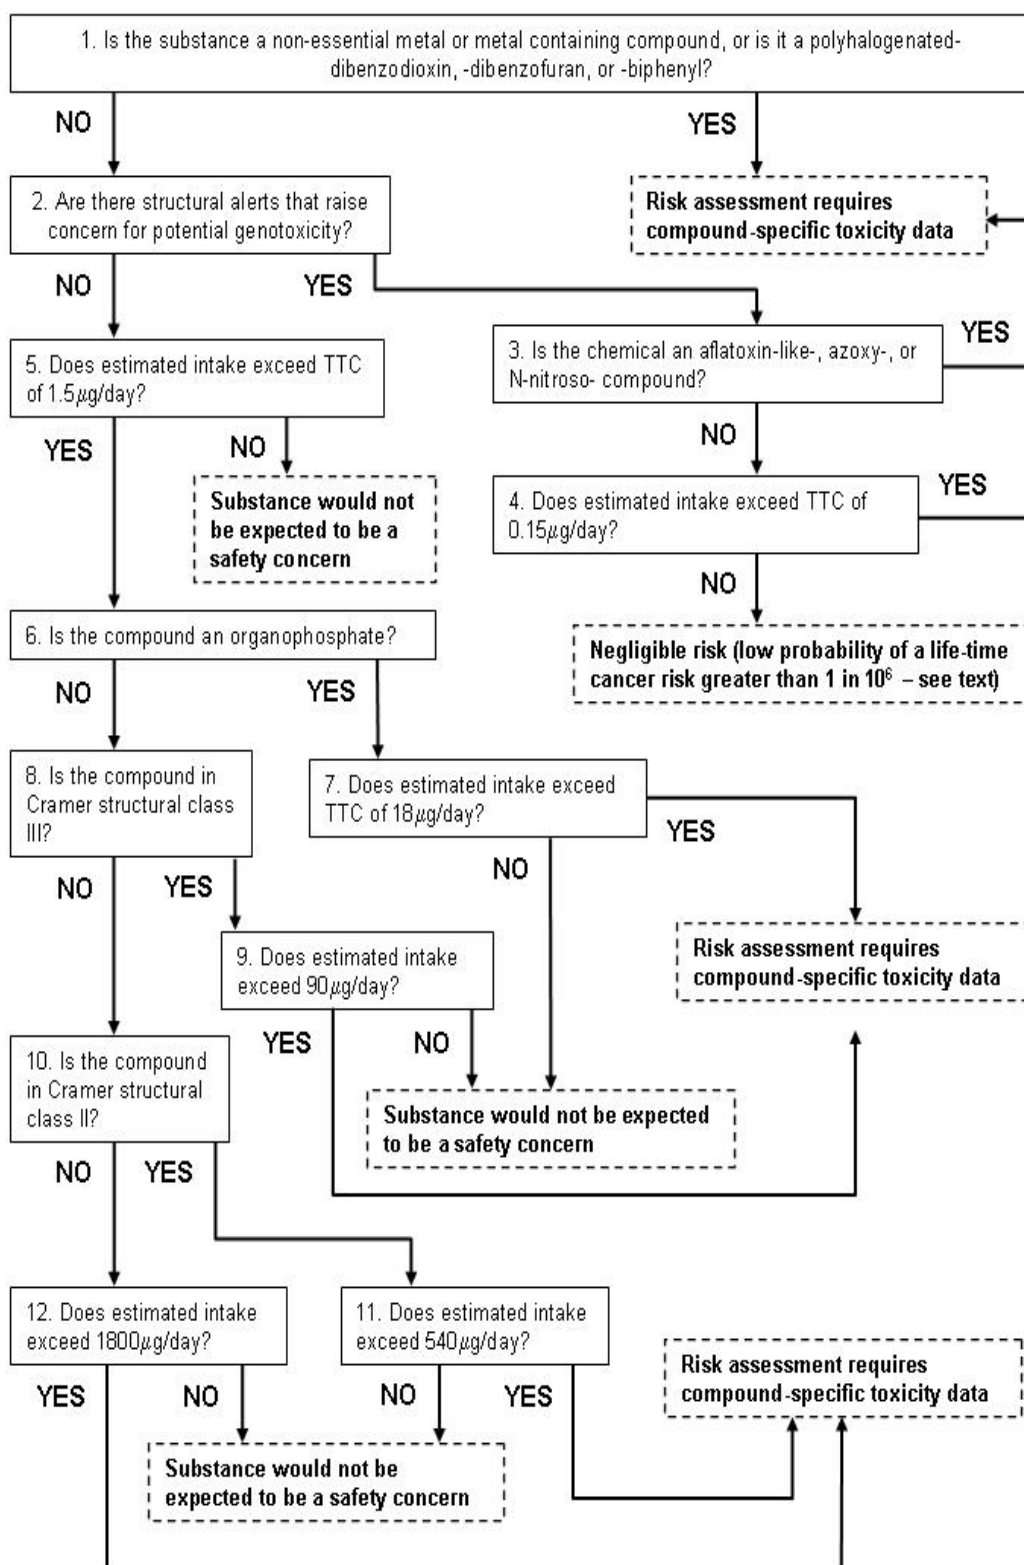 1. Is the substance a non-essential metal or metal containing compound, or is it a polyhalogenated-
dibenzodioxin, -dibenzofuran, or -biphenyl?
NO
YES
2. Are there structural alerts that raise
concern for potential genotoxicity?
Risk assessment requires
compound-specific toxicity data
NO
YES
YES
5. Does estimated intake exceed TTC
of 1.5µg/day?
3. Is the chemical an aflatoxin-like-, azoxy-, or
N-nitroso- compound?
YES
NO
NO
YES
Substance would not
be expected to be a
safety concern
4. Does estimated intake exceed TTC of
0.15µg/day?
NO
6. Is the compound an organophosphate?
Negligible risk (low probability of a life-time
cancer risk greater than 1 in 10⁶ – see text)
NO
YES
8. Is the compound in
Cramer structural class
III?
7. Does estimated intake exceed
TTC of 18µg/day?
YES
NO
NO
YES
9. Does estimated intake
exceed 90µg/day?
Risk assessment requires
compound-specific toxicity data
YES
NO
10. Is the compound
in Cramer structural
class II?
Substance would not be expected
to be a safety concern
NO
YES
12. Does estimated intake
exceed 1800µg/day?
11. Does estimated intake
exceed 540µg/day?
Risk assessment requires
compound-specific toxicity data
YES
NO
NO
YES
Substance would not be
expected to be a safety concern